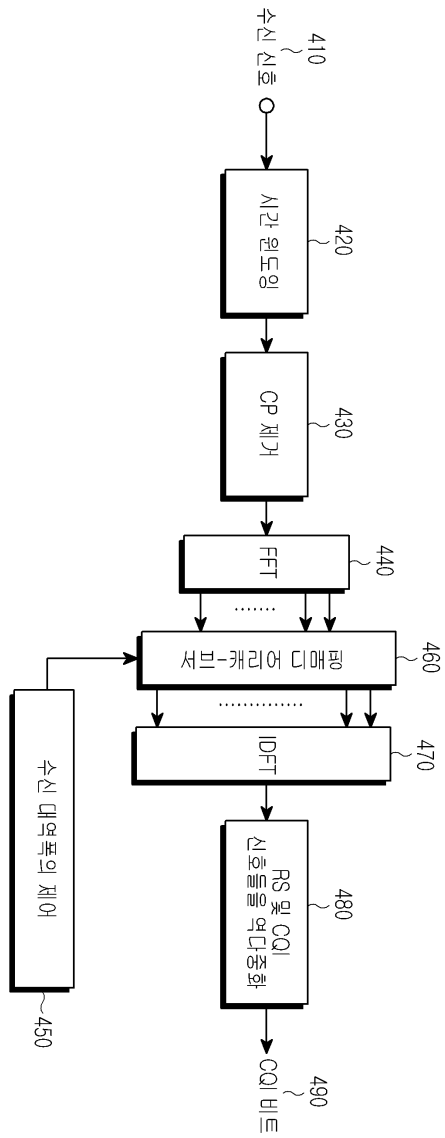 410
수신 신호
420
시간 윈도잉
430
CP 제거
440
FFT
460
서브-캐리어 디매핑
450
수신 대역폭의 제어
470
IDFT
480
RS 및 CQI
신호들을 역다중화
490
CQI 비트